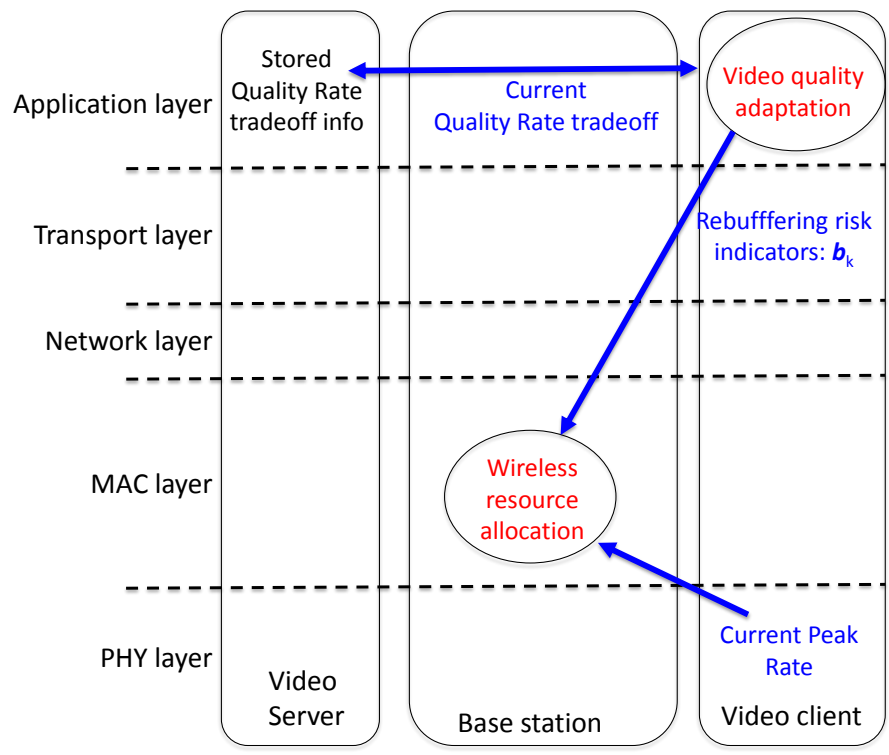 Application layer
Stored
Quality Rate
tradeoff info
Current
Quality Rate tradeoff
Video quality
adaptation
Transport layer
Rebufffering risk
indicators: bk
Network layer
MAC layer
Wireless
resource
allocation
PHY layer
Current Peak
Rate
Video
Server
Base station
Video client